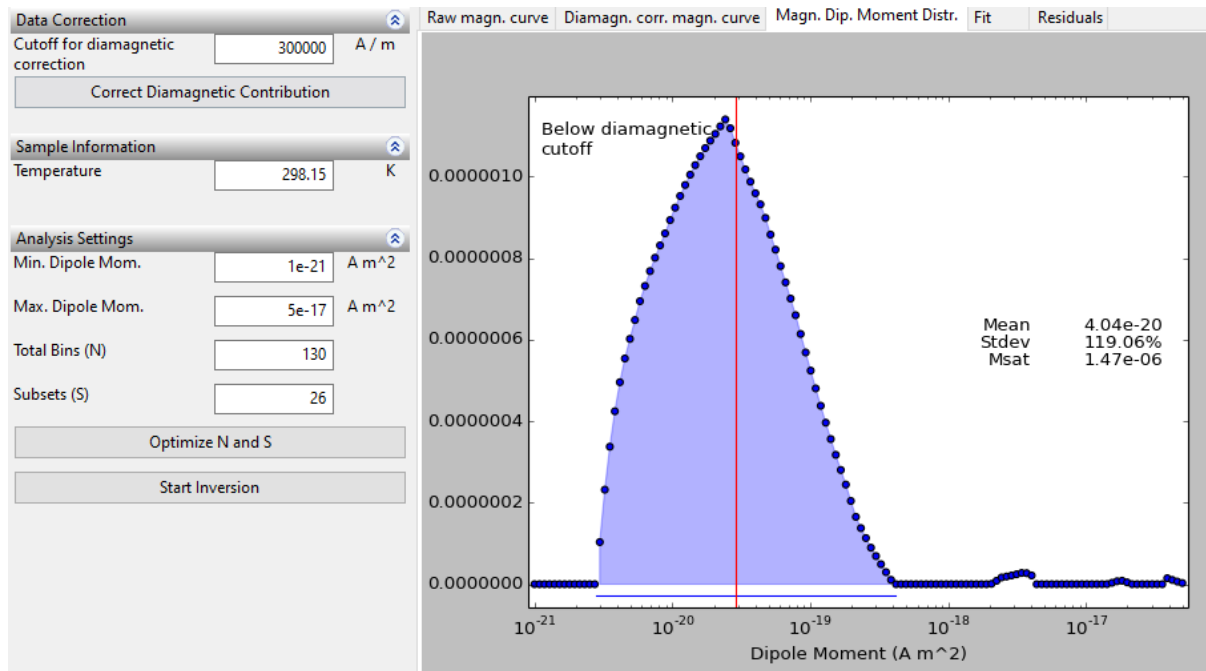 Data Correction
Cutoff for diamagnetic correction 300000 A / m
Correct Diamagnetic Contribution
Sample Information
Temperature 298.15 K
Analysis Settings
Min. Dipole Mom. 1e-21 A m^2
Max. Dipole Mom. 5e-17 A m^2
Total Bins (N) 130
Subsets (S) 26
Optimize N and S
Start Inversion
Raw magn. curve Diamagn. corr. magn. curve Magn. Dip. Moment Distr. Fit Residuals
Below diamagnetic
cutoff
0.0000010
0.0000008
0.0000006
0.0000004
0.0000002
0.0000000
Mean 4.04e-20
Stdev 119.06%
Msat 1.47e-06
10^-21 10^-20 10^-19 10^-18 10^-17
Dipole Moment (A m^2)